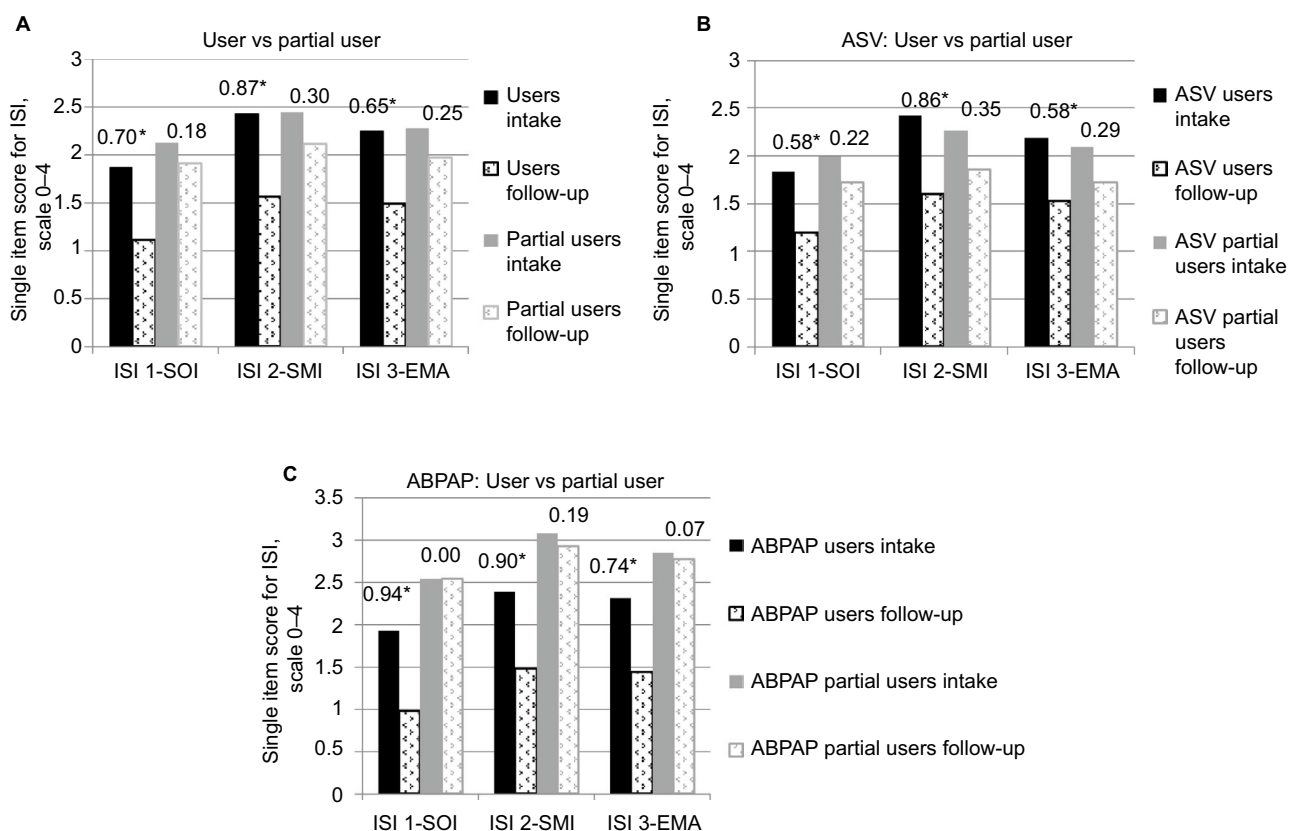 A
User vs partial user
Single item score for ISI,
scale 0–4
3
2.5
2
1.5
1
0.5
0
0.70*
0.18
0.87*
0.30
0.65*
0.25
ISI 1-SOI
ISI 2-SMI
ISI 3-EMA
Users
intake
Users
follow-up
Partial users
intake
Partial users
follow-up
B
ASV: User vs partial user
Single item score for ISI,
scale 0–4
3
2.5
2
1.5
1
0.5
0
0.58*
0.22
0.86*
0.35
0.58*
0.29
ISI 1-SOI
ISI 2-SMI
ISI 3-EMA
ASV users
intake
ASV users
follow-up
ASV partial
users intake
ASV partial
users
follow-up
C
ABPAP: User vs partial user
Single item score for ISI,
scale 0–4
3.5
3
2.5
2
1.5
1
0.5
0
0.94*
0.00
0.90*
0.19
0.74*
0.07
ISI 1-SOI
ISI 2-SMI
ISI 3-EMA
ABPAP users intake
ABPAP users follow-up
ABPAP partial users intake
ABPAP partial users follow-up